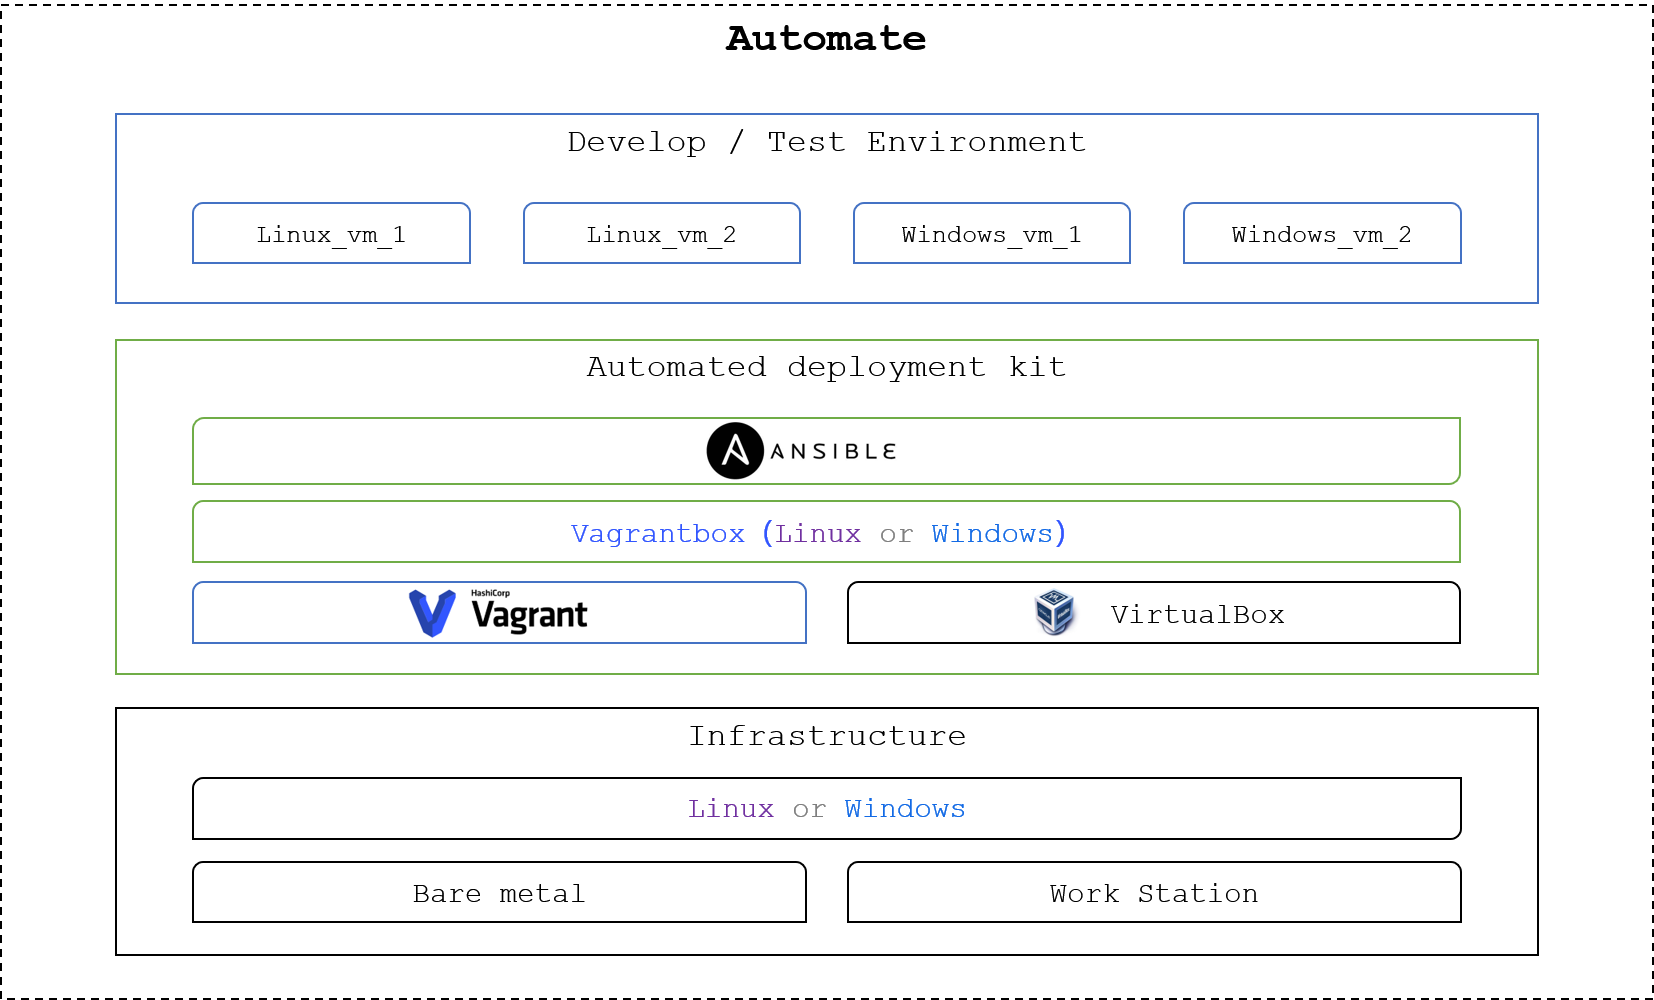 Automate
Develop / Test Environment
Linux_vm_1
Linux_vm_2
Windows_vm_1
Windows_vm_2
Automated deployment kit
ANSIBLE
Vagrantbox (Linux or Windows)
HashiCorp
Vagrant
VirtualBox
Infrastructure
Linux or Windows
Bare metal
Work Station